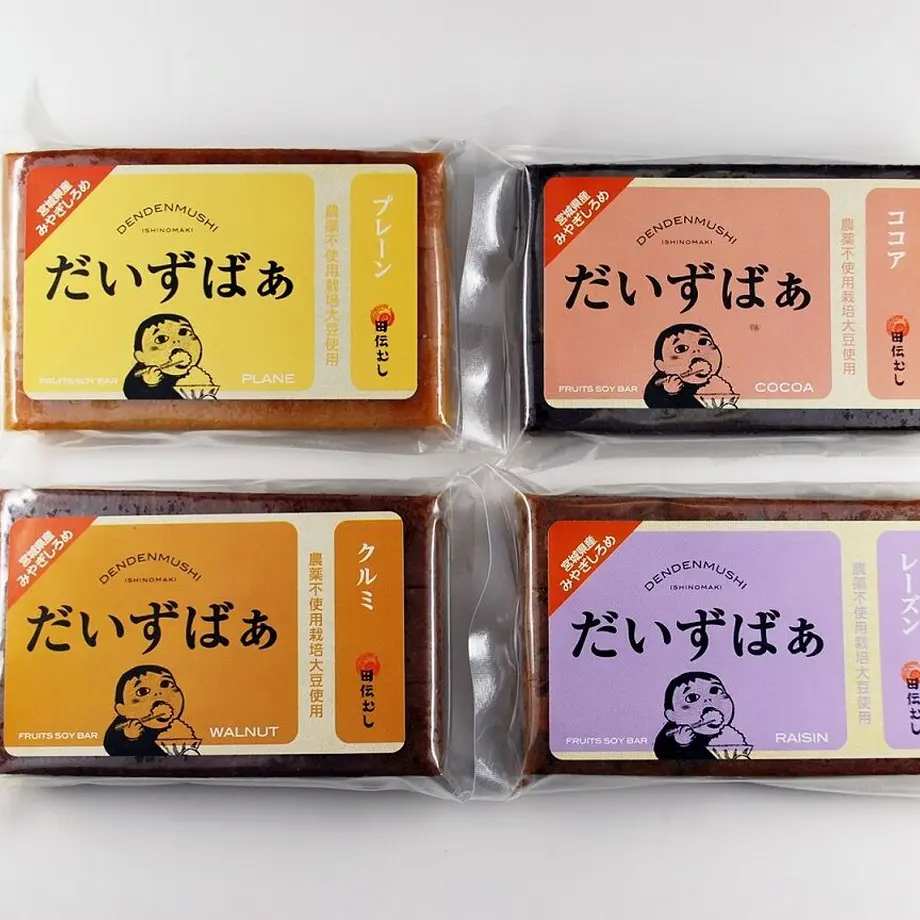 宮城県産
みやぎしろめ
DENDENMUSHI
ISHINOMAKI
だいずばぁ
FRUITS SOY BAR
PLANE
農薬不使用栽培大豆使用
プレーン
田伝むし
宮城県産
みやぎしろめ
DENDENMUSHI
ISHINOMAKI
だいずばぁ
FRUITS SOY BAR
COCOA
農薬不使用栽培大豆使用
ココア
田伝むし
宮城県産
みやぎしろめ
DENDENMUSHI
ISHINOMAKI
だいずばぁ
FRUITS SOY BAR
WALNUT
農薬不使用栽培大豆使用
クルミ
田伝むし
宮城県産
みやぎしろめ
DENDENMUSHI
ISHINOMAKI
だいずばぁ
FRUITS SOY BAR
RAISIN
農薬不使用栽培大豆使用
レーズン
田伝むし